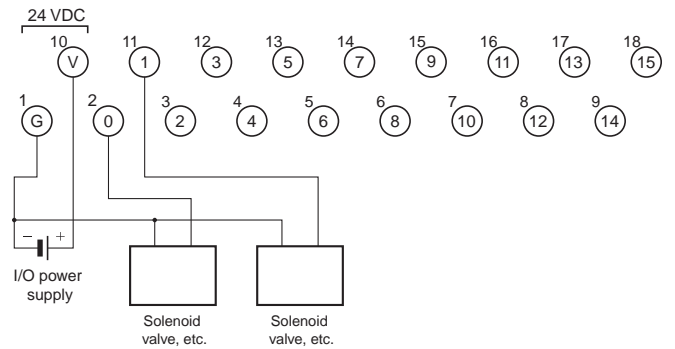 24 VDC
10 11 12 13 14 15 16 17 18
V 1 3 5 7 9 11 13 15
1 2 3 4 5 6 7 8 9
G 0 2 4 6 8 10 12 14
− +
I/O power
supply
Solenoid
valve, etc.
Solenoid
valve, etc.